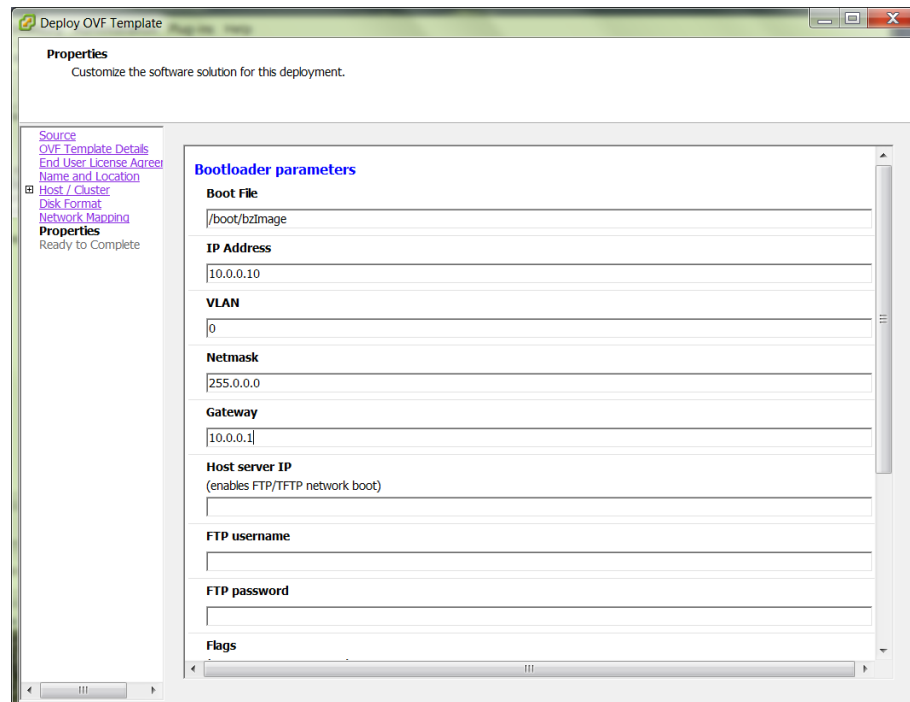 Deploy OVF Template
Properties
Customize the software solution for this deployment.
Source
OVF Template Details
End User License Agreer
Name and Location
Host / Cluster
Disk Format
Network Mapping
Properties
Ready to Complete
Bootloader parameters
Boot File
/boot/bzImage
IP Address
10.0.0.10
VLAN
0
Netmask
255.0.0.0
Gateway
10.0.0.1
Host server IP
(enables FTP/TFTP network boot)
FTP username
FTP password
Flags